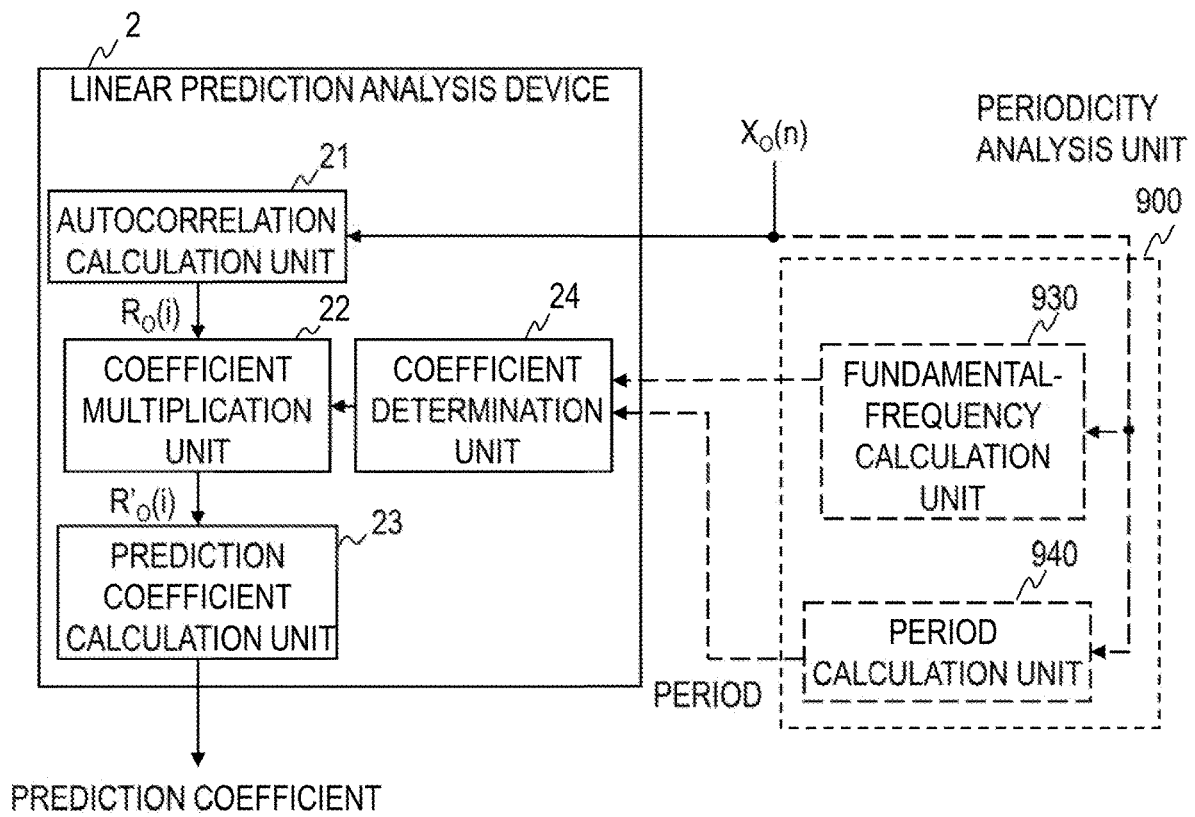 2
LINEAR PREDICTION ANALYSIS DEVICE
X_O(n)
PERIODICITY
ANALYSIS UNIT
900
21
AUTOCORRELATION
CALCULATION UNIT
R_O(i)
22
COEFFICIENT
MULTIPLICATION
UNIT
24
COEFFICIENT
DETERMINATION
UNIT
930
FUNDAMENTAL-
FREQUENCY
CALCULATION
UNIT
R'_O(i)
23
PREDICTION
COEFFICIENT
CALCULATION UNIT
940
PERIOD
CALCULATION UNIT
PERIOD
PREDICTION COEFFICIENT